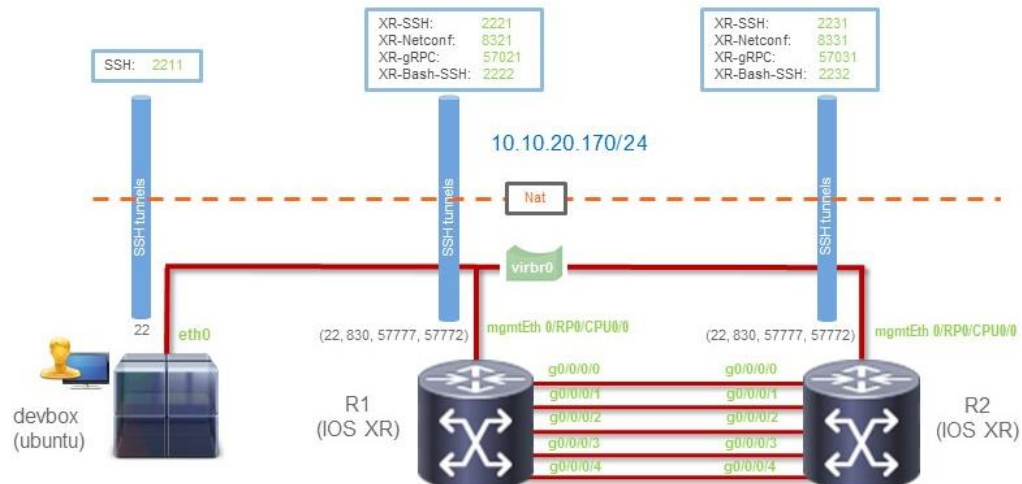 SSH: 2211
XR-SSH: 2221
XR-Netconf: 8321
XR-gRPC: 57021
XR-Bash-SSH: 2222
XR-SSH: 2231
XR-Netconf: 8331
XR-gRPC: 57031
XR-Bash-SSH: 2232
10.10.20.170/24
Nat
SSH tunnels
SSH tunnels
SSH tunnels
virbr0
22
eth0
(22, 830, 57777, 57772)
mgmtEth 0/RP0/CPU0/0
(22, 830, 57777, 57772)
mgmtEth 0/RP0/CPU0/0
devbox
(ubuntu)
R1
(IOS XR)
g0/0/0/0
g0/0/0/0
g0/0/0/1
g0/0/0/1
g0/0/0/2
g0/0/0/2
g0/0/0/3
g0/0/0/3
g0/0/0/4
g0/0/0/4
R2
(IOS XR)